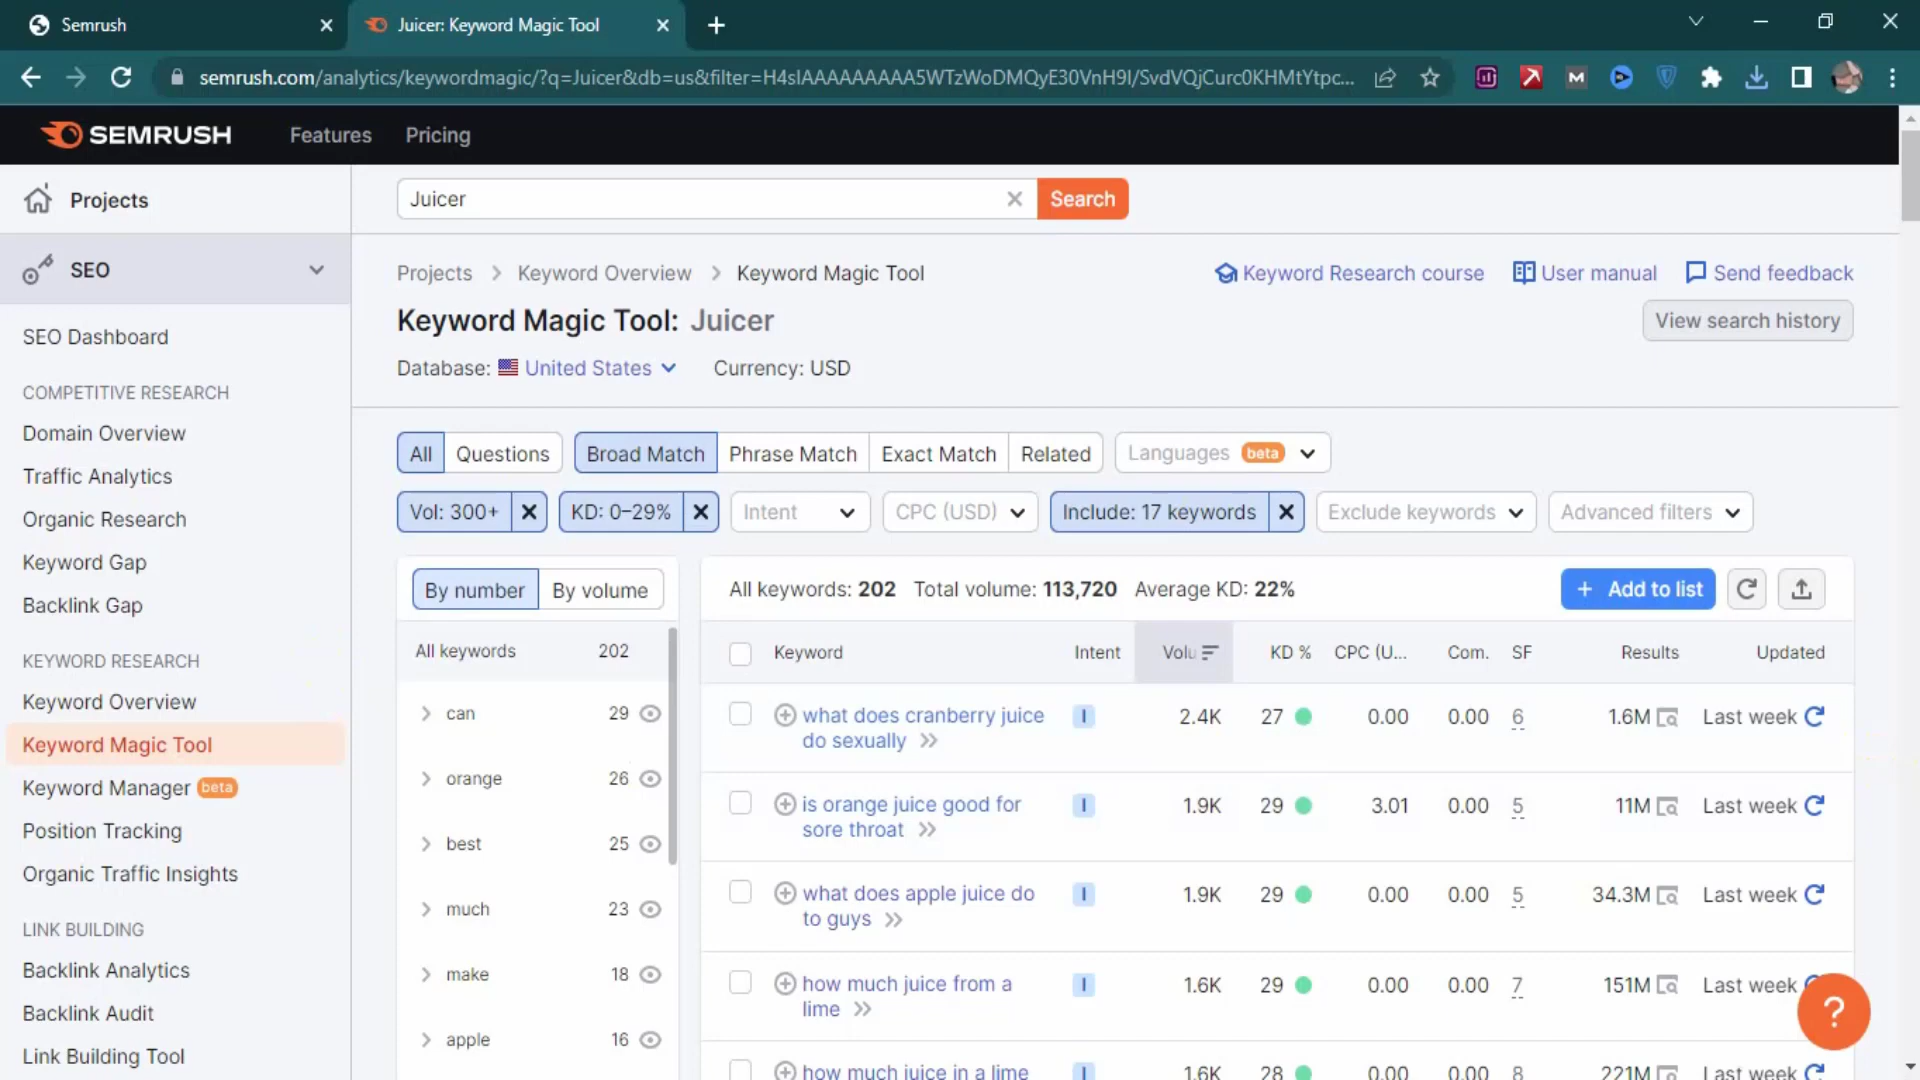 Semrush
Juicer: Keyword Magic Tool
semrush.com/analytics/keywordmagic/?q=Juicer&db=us&filter=H4sIAAAAAAAAA5WTzWoDMQyE30VnH9I/SvdVQjCurc0KHMtYtpc...
SEMRUSH Features Pricing
Projects
SEO
SEO Dashboard
COMPETITIVE RESEARCH
Domain Overview
Traffic Analytics
Organic Research
Keyword Gap
Backlink Gap
KEYWORD RESEARCH
Keyword Overview
Keyword Magic Tool
Keyword Manager beta
Position Tracking
Organic Traffic Insights
LINK BUILDING
Backlink Analytics
Backlink Audit
Link Building Tool
Juicer Search
Projects Keyword Overview Keyword Magic Tool
Keyword Research course User manual Send feedback
Keyword Magic Tool: Juicer
View search history
Database: United States Currency: USD
All Questions Broad Match Phrase Match Exact Match Related Languages beta
Vol: 300+ KD: 0–29% Intent CPC (USD) Include: 17 keywords Exclude keywords Advanced filters
By number By volume
All keywords 202
can 29
orange 26
best 25
much 23
make 18
apple 16
All keywords: 202 Total volume: 113,720 Average KD: 22%
+ Add to list
Keyword Intent Volu KD % CPC (U... Com. SF Results Updated
what does cranberry juice do sexually I 2.4K 27 0.00 0.00 6 1.6M Last week
is orange juice good for sore throat I 1.9K 29 3.01 0.00 5 11M Last week
what does apple juice do to guys I 1.9K 29 0.00 0.00 5 34.3M Last week
how much juice from a lime I 1.6K 29 0.00 0.00 7 151M Last week
how much juice in a lime I 1.6K 28 0.00 0.00 8 221M Last week
?